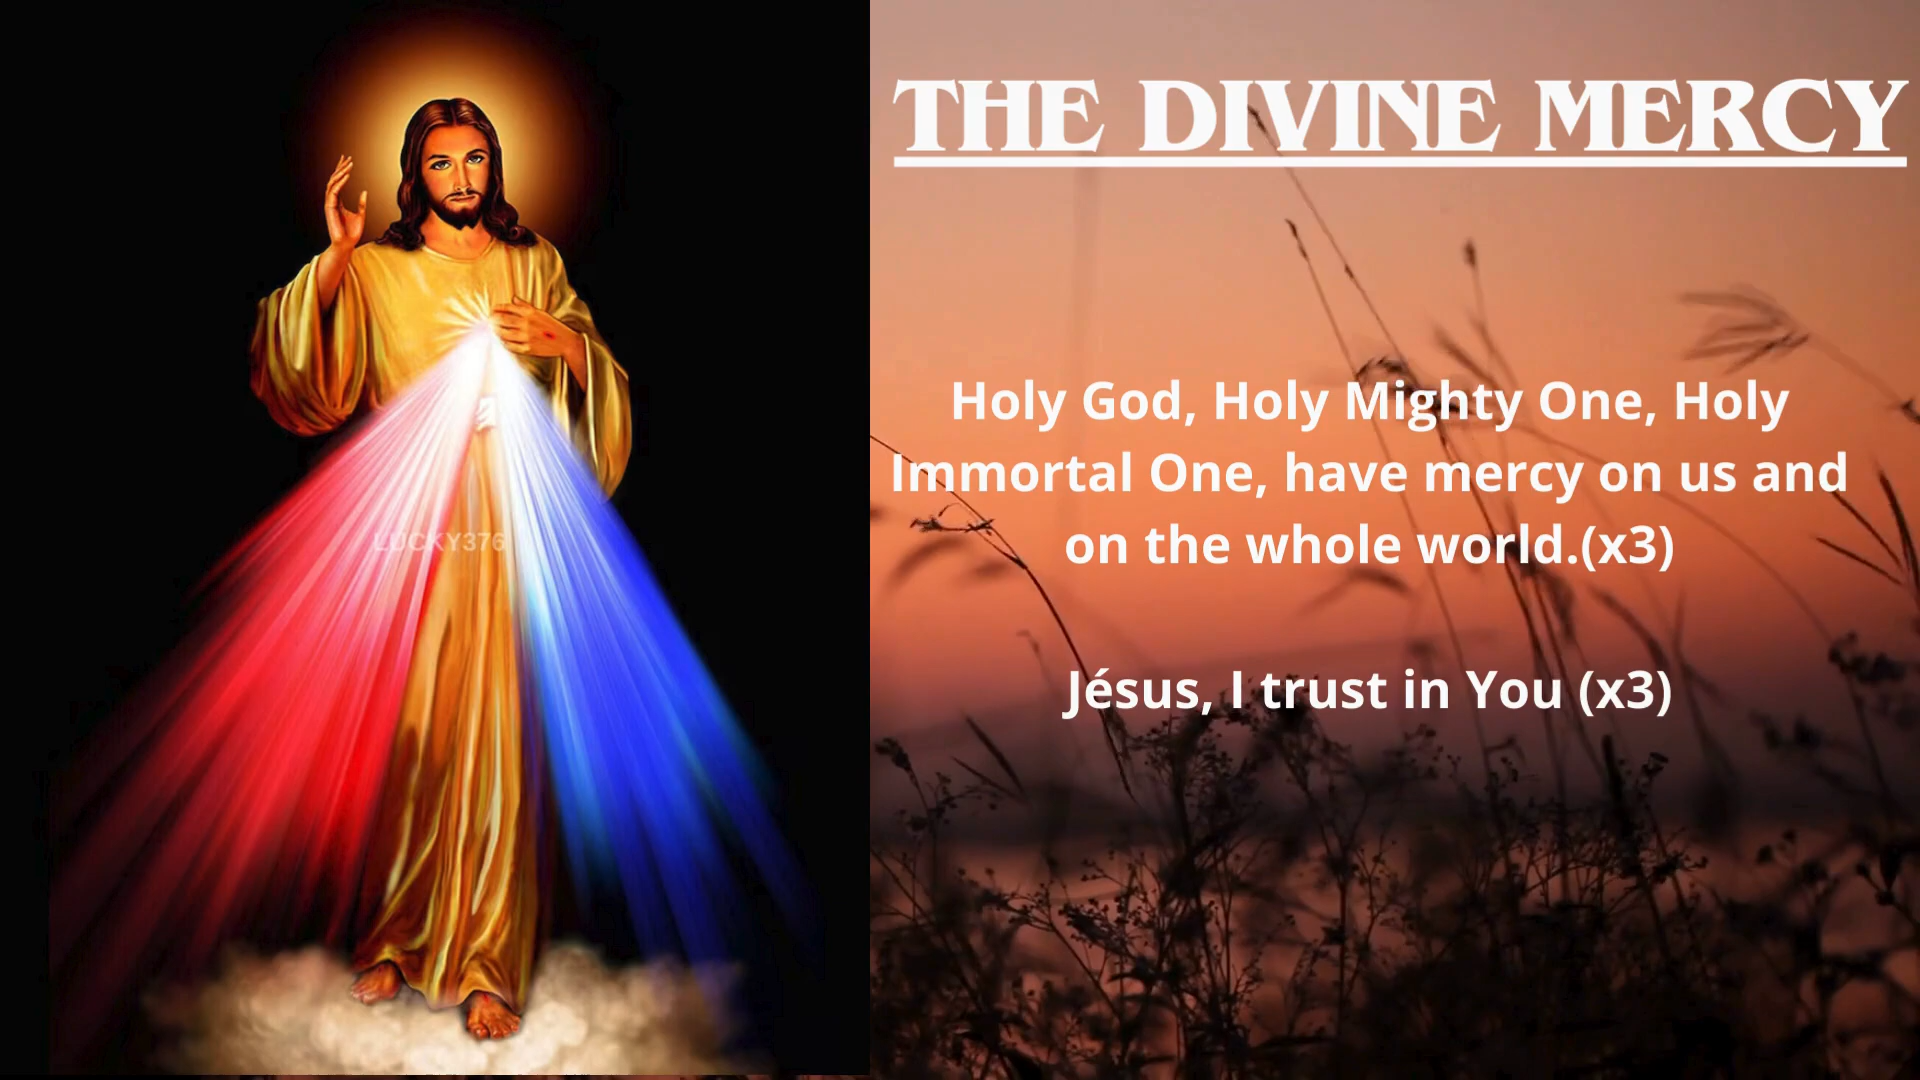 THE DIVINE MERCY
Holy God, Holy Mighty One, Holy
Immortal One, have mercy on us and
on the whole world.(x3)
Jésus, I trust in You (x3)
LUCKY376